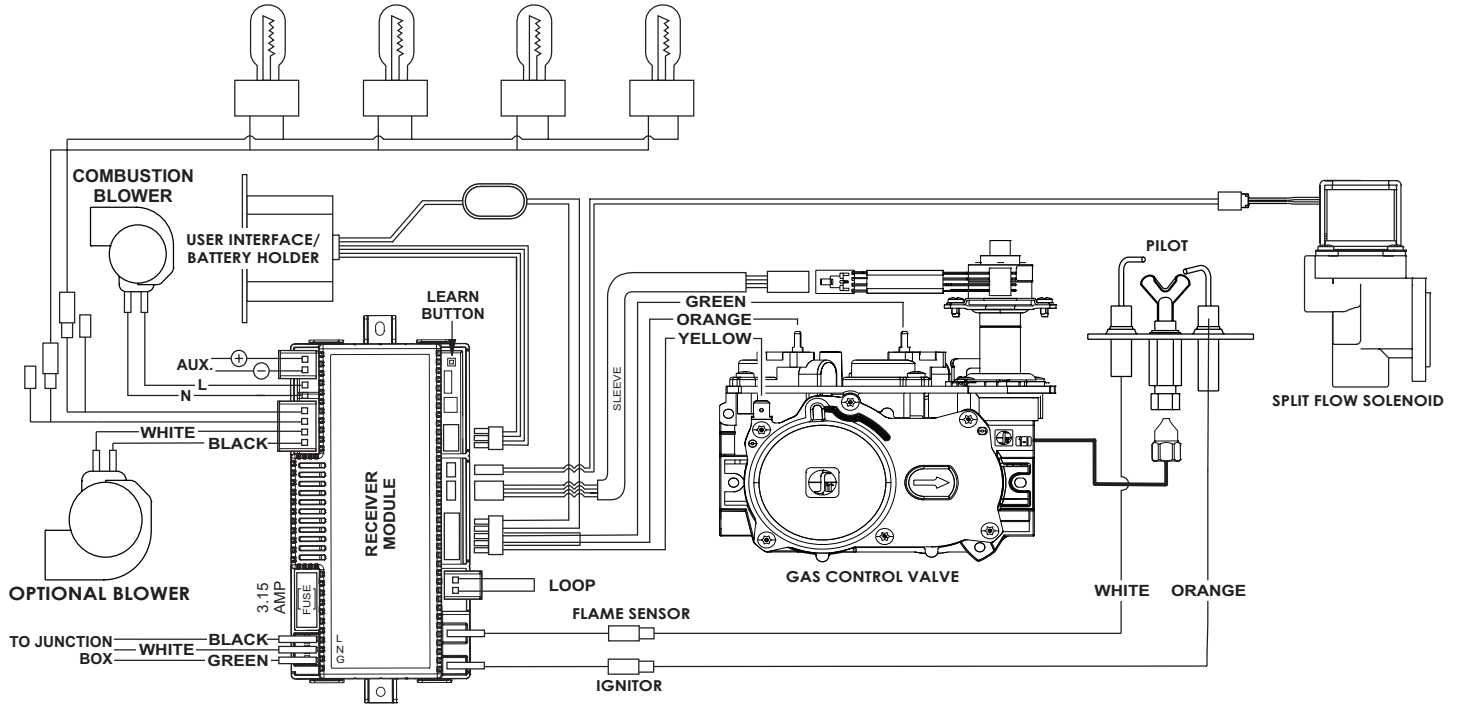 COMBUSTION
BLOWER
USER INTERFACE/
BATTERY HOLDER
LEARN
BUTTON
AUX.
+
−
L
N
WHITE
BLACK
OPTIONAL BLOWER
RECEIVER
MODULE
3.15
AMP
FUSE
TO JUNCTION
BOX
BLACK
WHITE
GREEN
L
N
G
LOOP
FLAME SENSOR
IGNITOR
SLEEVE
GREEN
ORANGE
YELLOW
GAS CONTROL VALVE
PILOT
WHITE
ORANGE
SPLIT FLOW SOLENOID